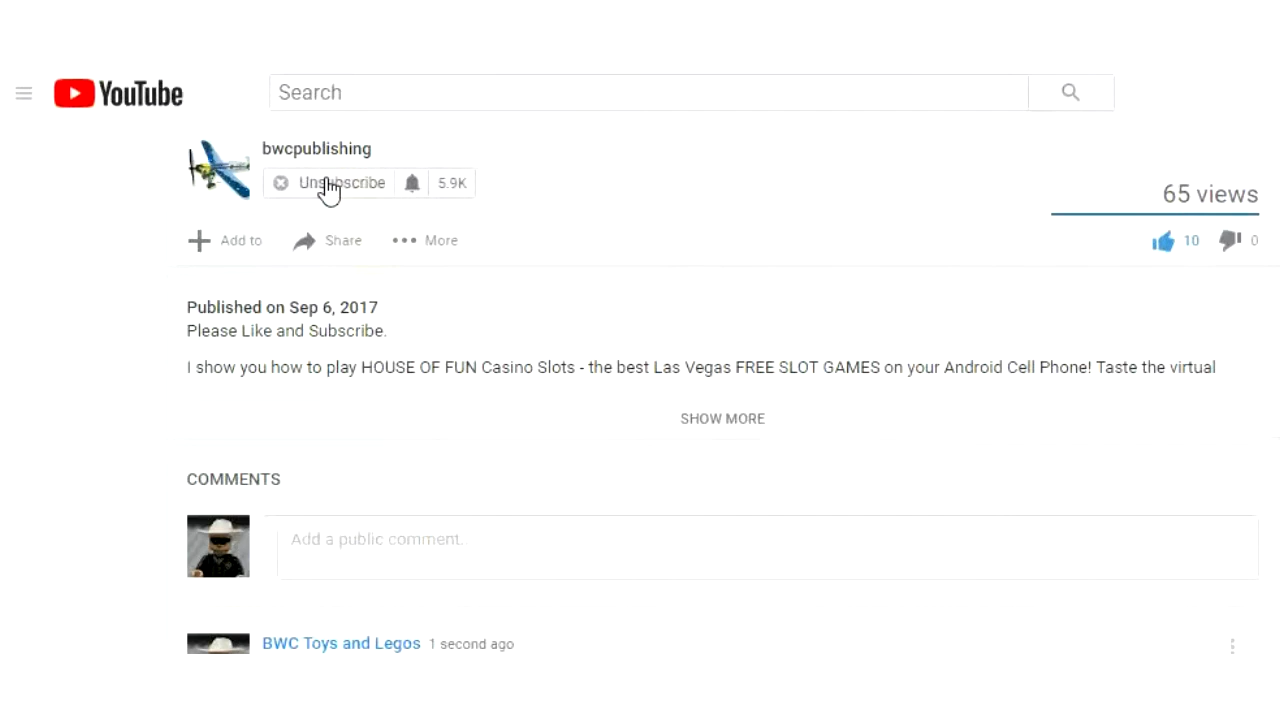 YouTube
Search
bwcpublishing
Unsubscribe 5.9K
65 views
Add to Share More
10 0
Published on Sep 6, 2017
Please Like and Subscribe.
I show you how to play HOUSE OF FUN Casino Slots - the best Las Vegas FREE SLOT GAMES on your Android Cell Phone! Taste the virtual
SHOW MORE
COMMENTS
Add a public comment.
BWC Toys and Legos 1 second ago